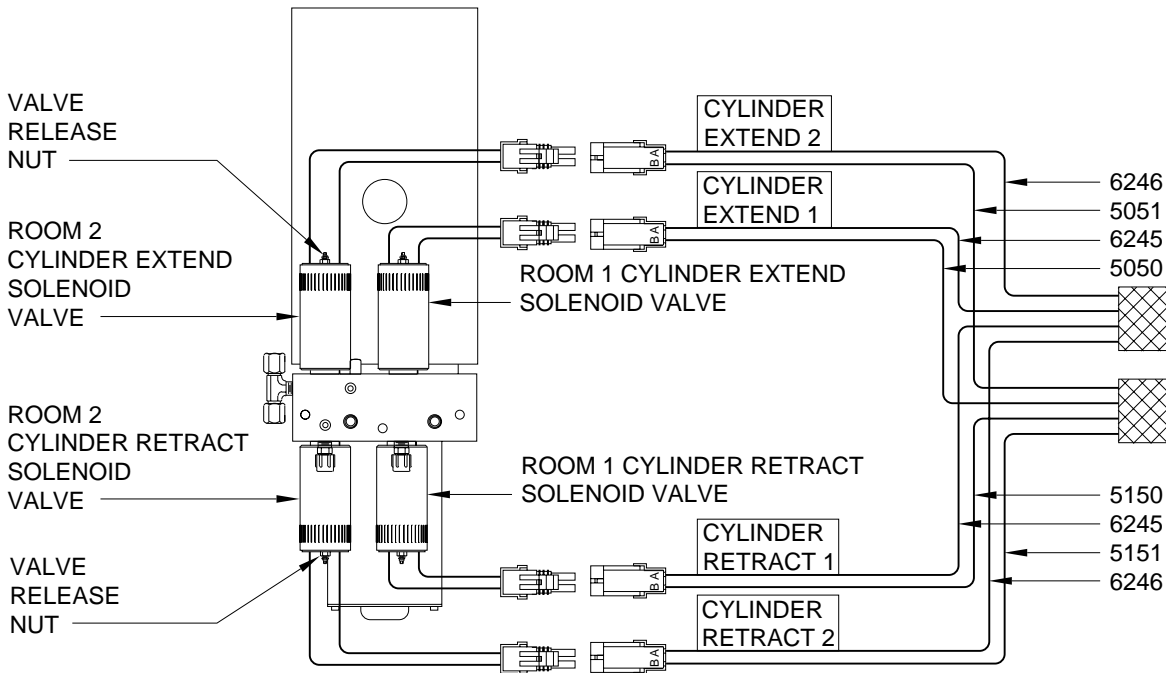 VALVE
RELEASE
NUT
ROOM 2
CYLINDER EXTEND
SOLENOID
VALVE
ROOM 2
CYLINDER RETRACT
SOLENOID
VALVE
VALVE
RELEASE
NUT
ROOM 1 CYLINDER EXTEND
SOLENOID VALVE
ROOM 1 CYLINDER RETRACT
SOLENOID VALVE
CYLINDER
EXTEND 2
B A
CYLINDER
EXTEND 1
B A
CYLINDER
RETRACT 1
B A
CYLINDER
RETRACT 2
B A
6246
5051
6245
5050
5150
6245
5151
6246